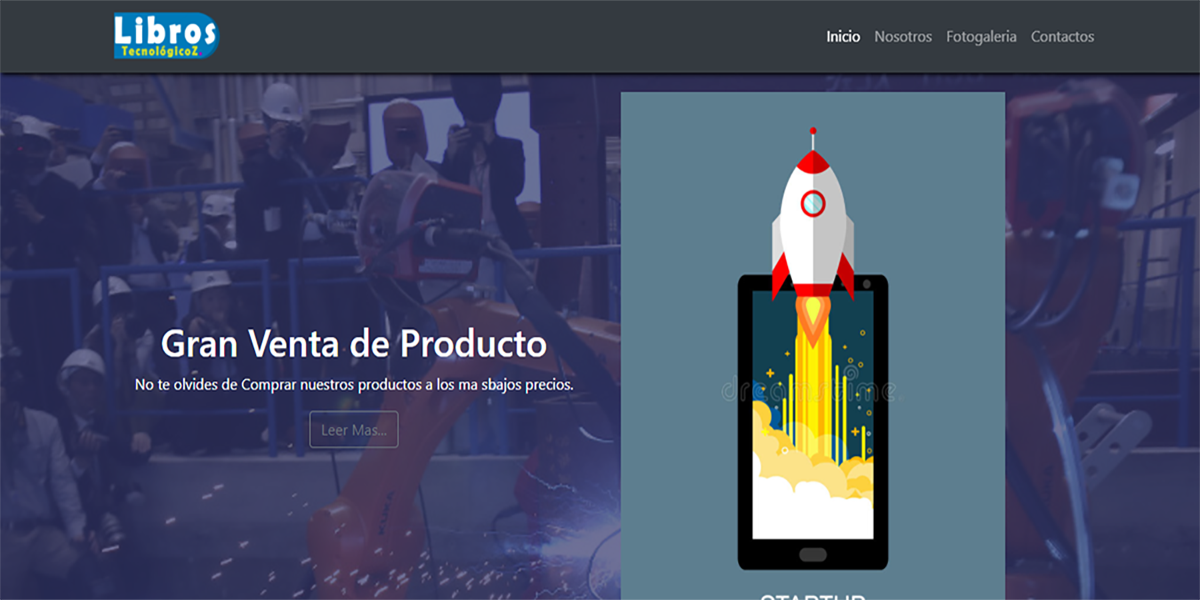 Libros
TecnológicoZ
Inicio Nosotros Fotogaleria Contactos
Gran Venta de Producto
No te olvides de Comprar nuestros productos a los ma sbajos precios.
Leer Mas...
dreamstime
STARTUP